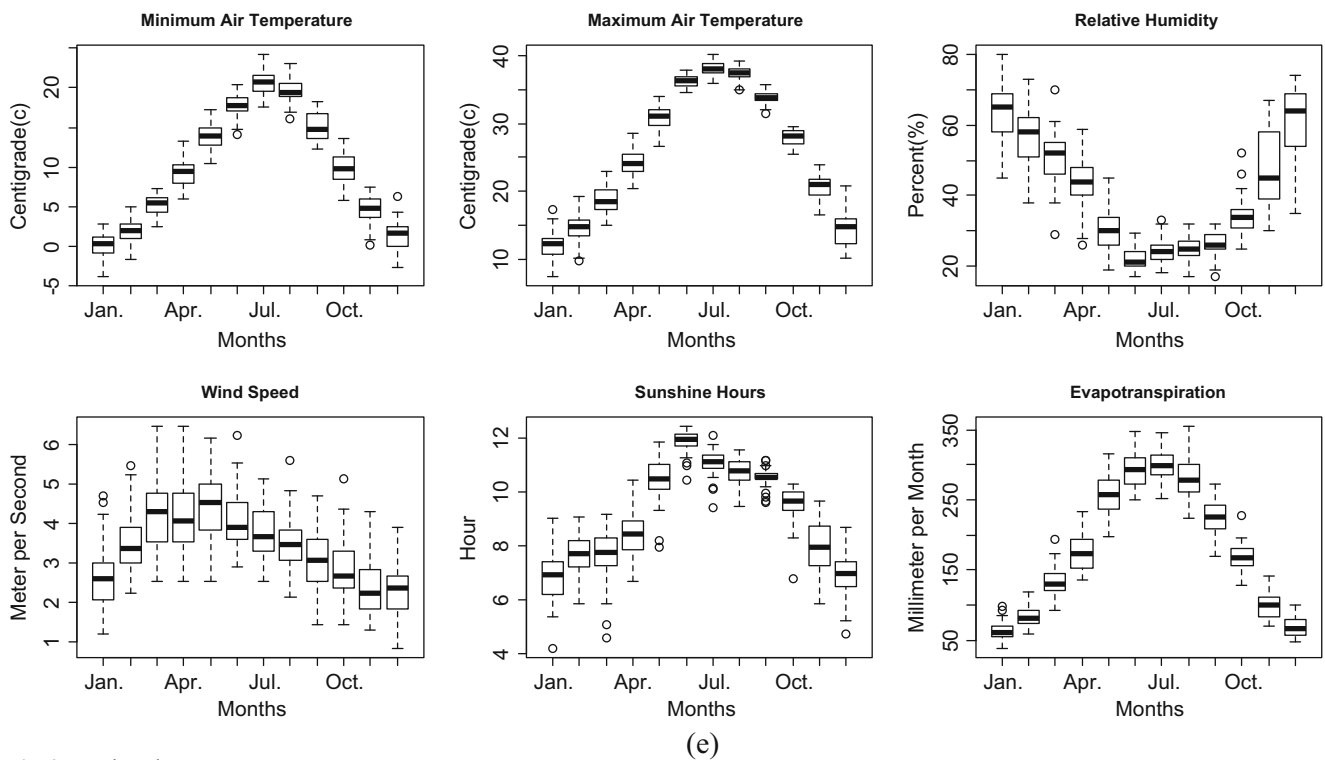 Minimum Air Temperature
Centigrade(c)
20
10
5
0
-5
Jan. Apr. Jul. Oct.
Months
Maximum Air Temperature
Centigrade(c)
40
30
20
10
Jan. Apr. Jul. Oct.
Months
Relative Humidity
Percent(%)
80
60
40
20
Jan. Apr. Jul. Oct.
Months
Wind Speed
Meter per Second
6
5
4
3
2
1
Jan. Apr. Jul. Oct.
Months
Sunshine Hours
Hour
12
10
8
6
4
Jan. Apr. Jul. Oct.
Months
Evapotranspiration
Millimeter per Month
350
250
150
50
Jan. Apr. Jul. Oct.
Months
(e)